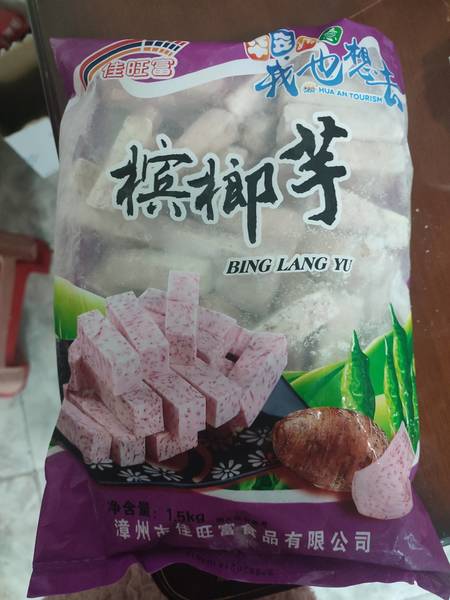 佳旺富
我也想去
HUA AN TOURISM
槟榔芋
BING LANG YU
净含量: 1.5kg
漳州市佳旺富食品有限公司